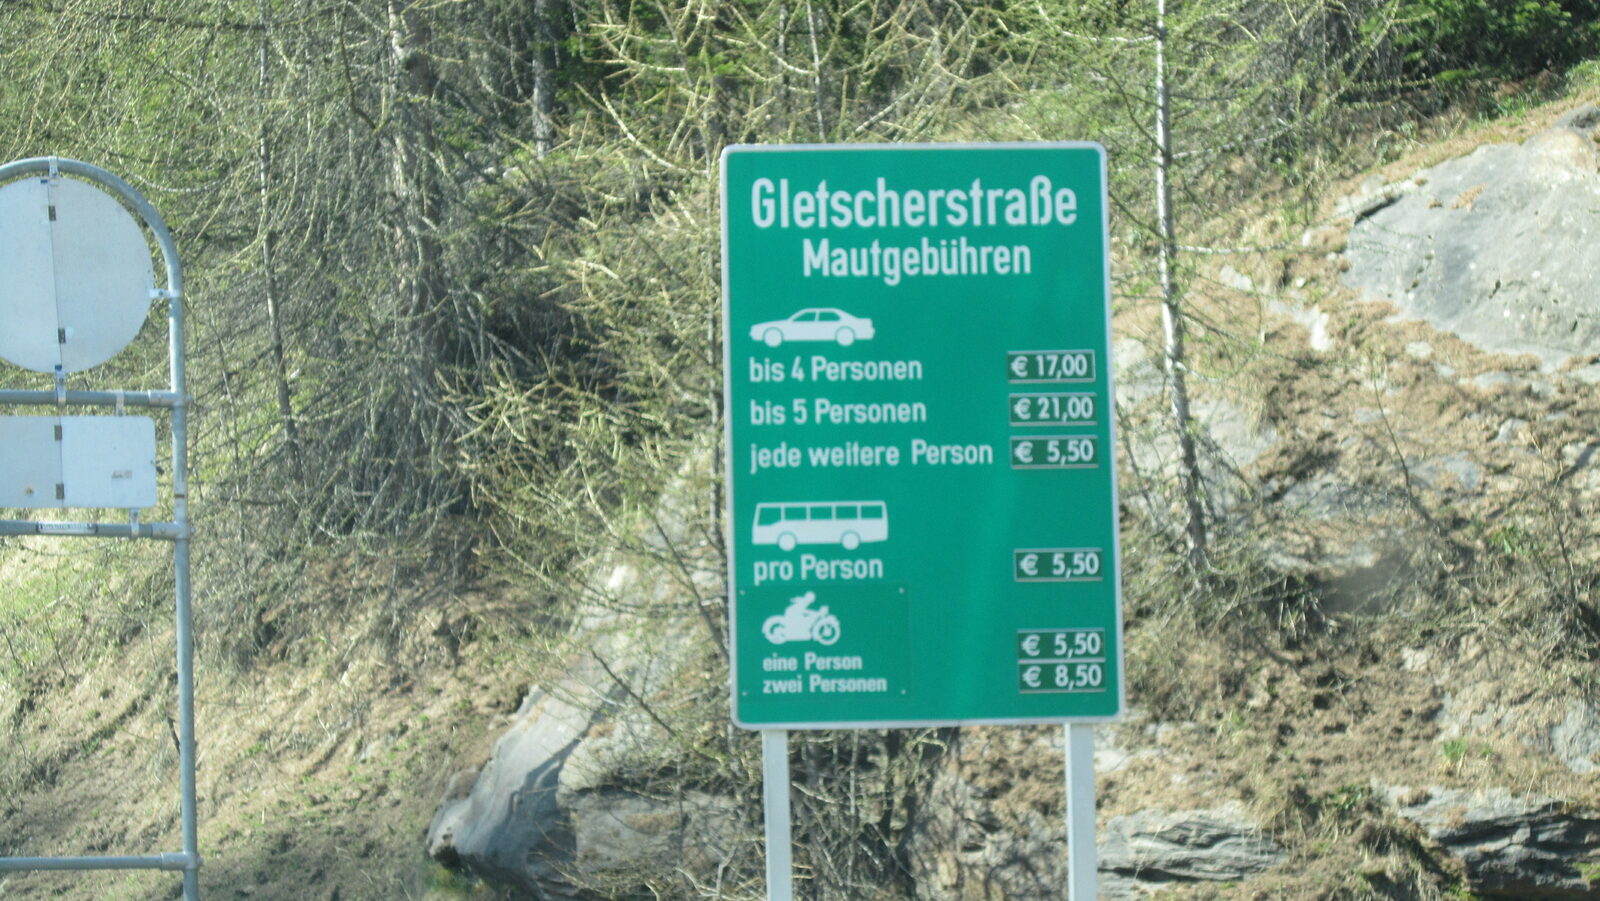 Gletscherstraße
Mautgebühren
bis 4 Personen € 17,00
bis 5 Personen € 21,00
jede weitere Person € 5,50
pro Person € 5,50
eine Person € 5,50
zwei Personen € 8,50